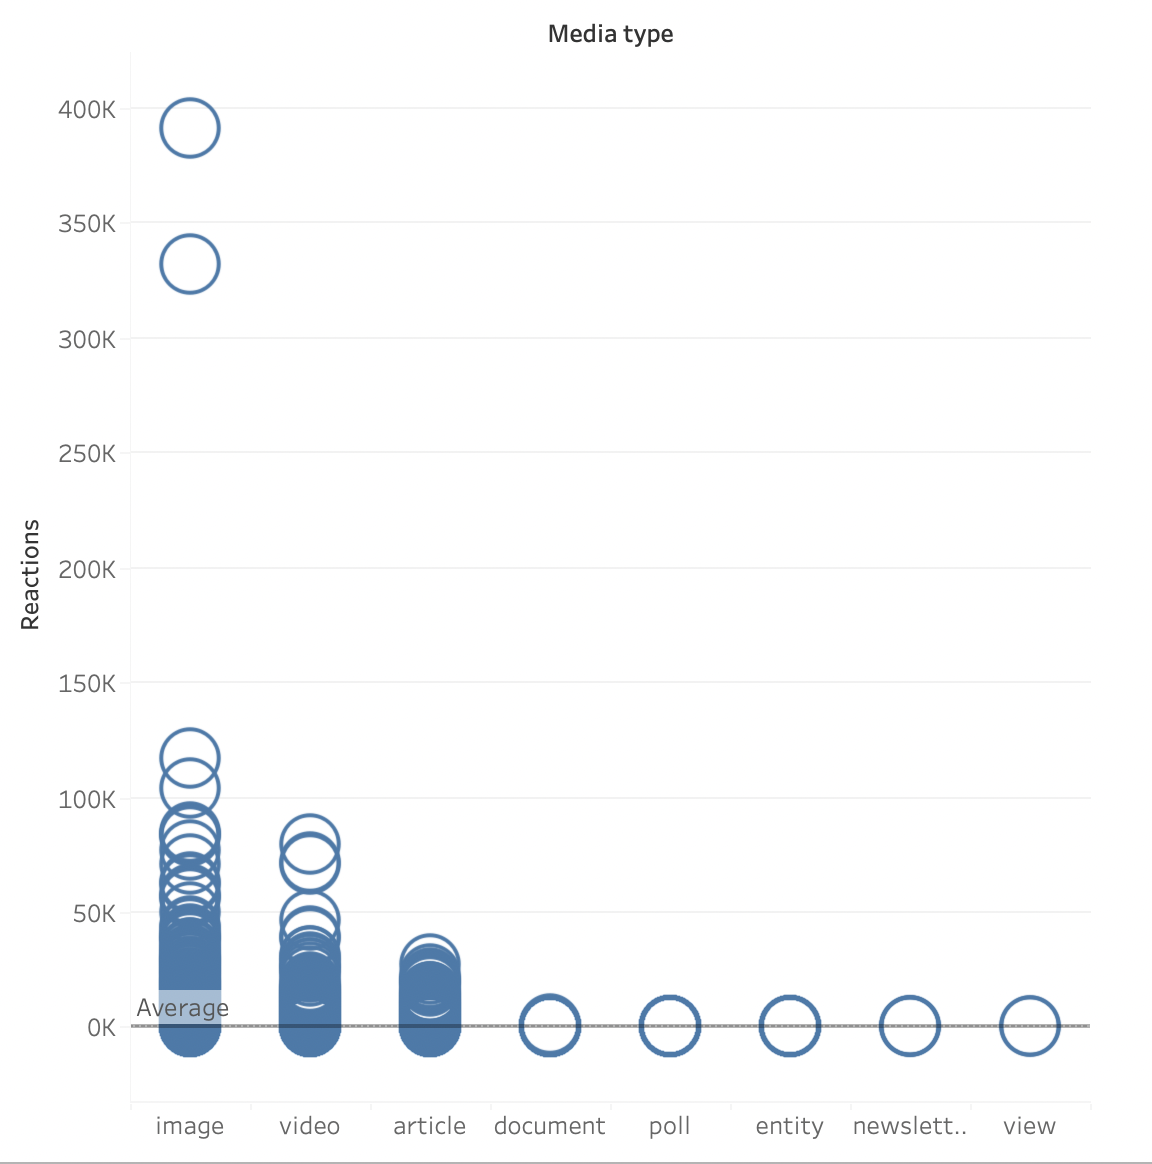 Media type
400K
350K
300K
250K
200K
150K
100K
50K
0K
Reactions
Average
image video article document poll entity newslett.. view